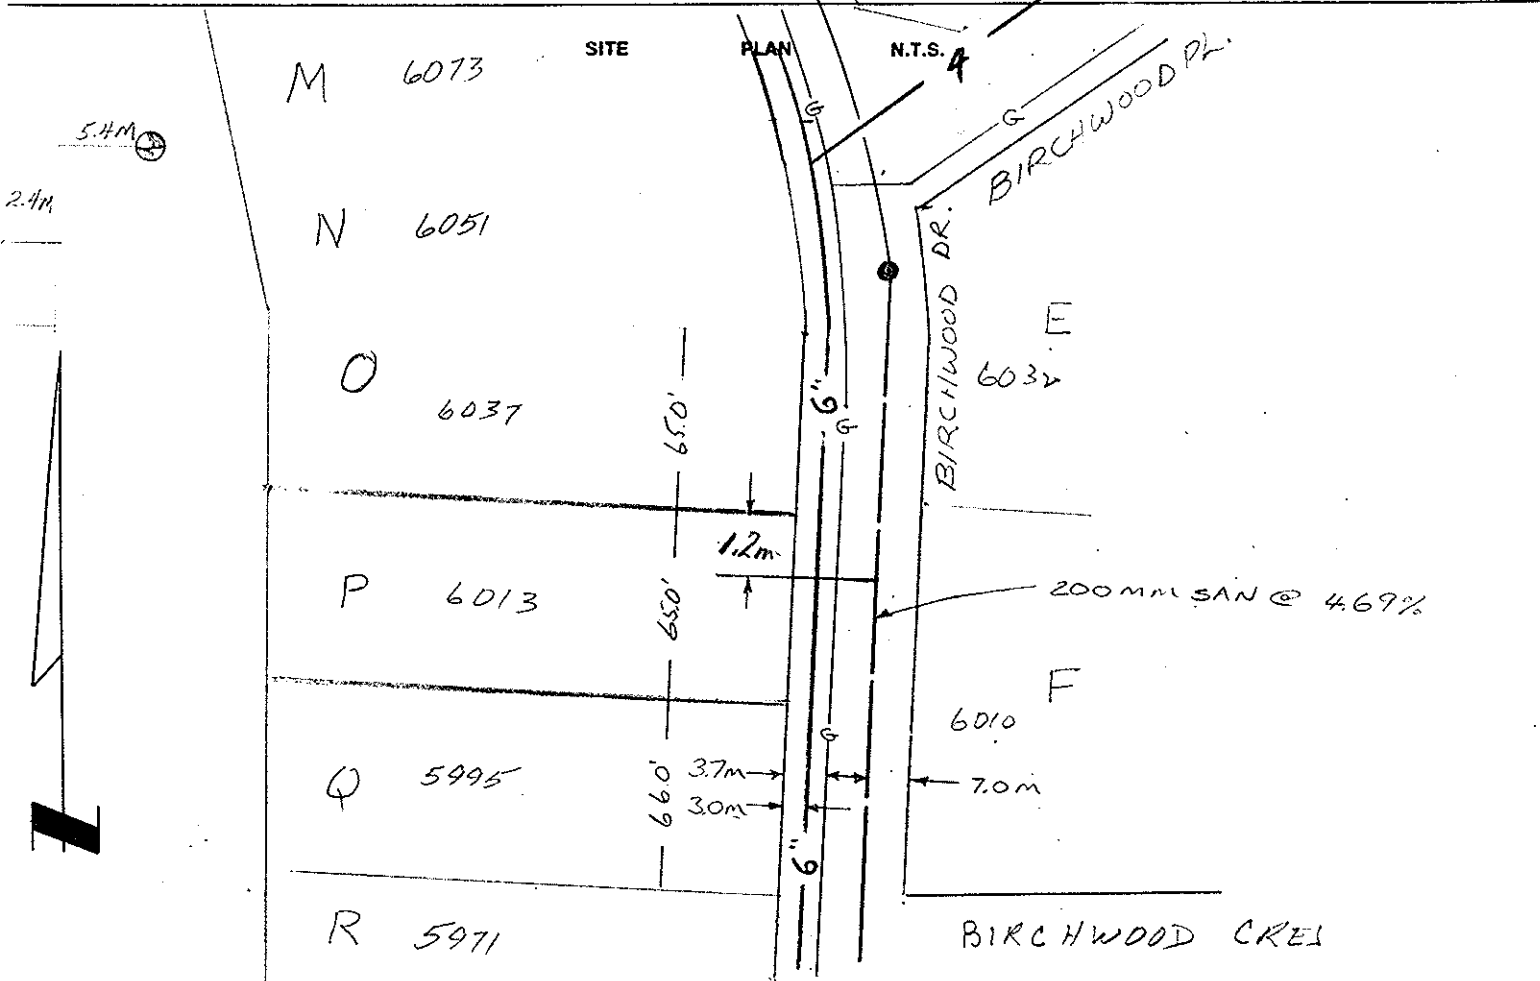 SITE PLAN N.T.S.
M 6073
4
G
G
BIRCHWOOD PL.
5.4M
2.4M
N 6051
BIRCHWOOD DR.
E
6032
O
6037
65.0'
6"
G
1.2m
P 6013
65.0'
200MM SAN @ 4.69%
F
6010
G
Q 5995
66.0'
3.7m
3.0m
7.0m
6"
R 5971
BIRCHWOOD CRES